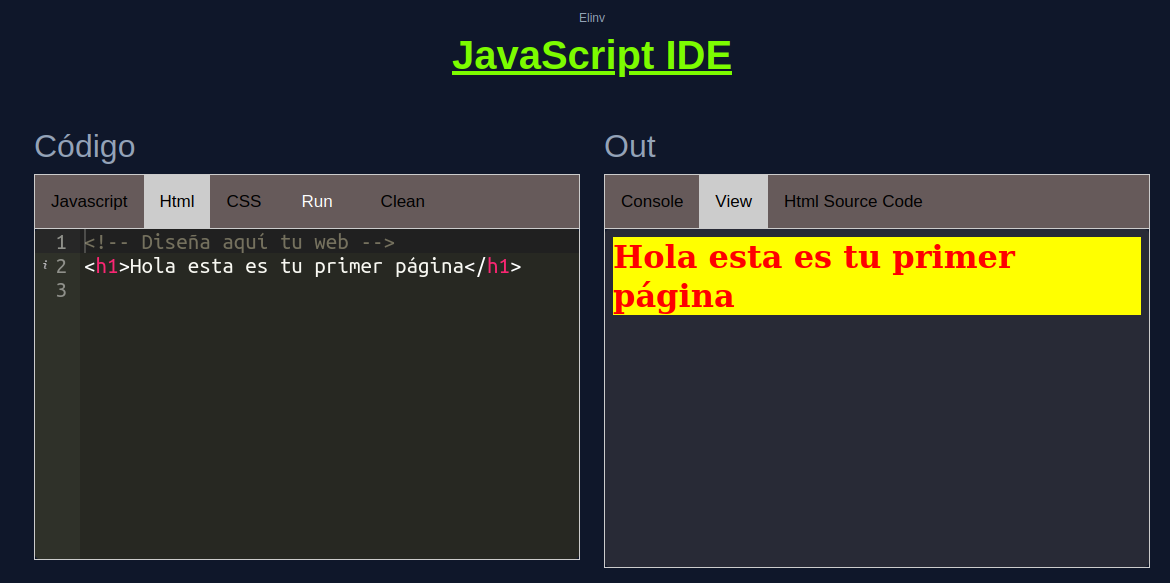 Elinv
JavaScript IDE
Código
Out
Javascript Html CSS Run Clean
Console View Html Source Code
1 <!-- Diseña aquí tu web -->
i 2 <h1>Hola esta es tu primer página</h1>
3
Hola esta es tu primer
página